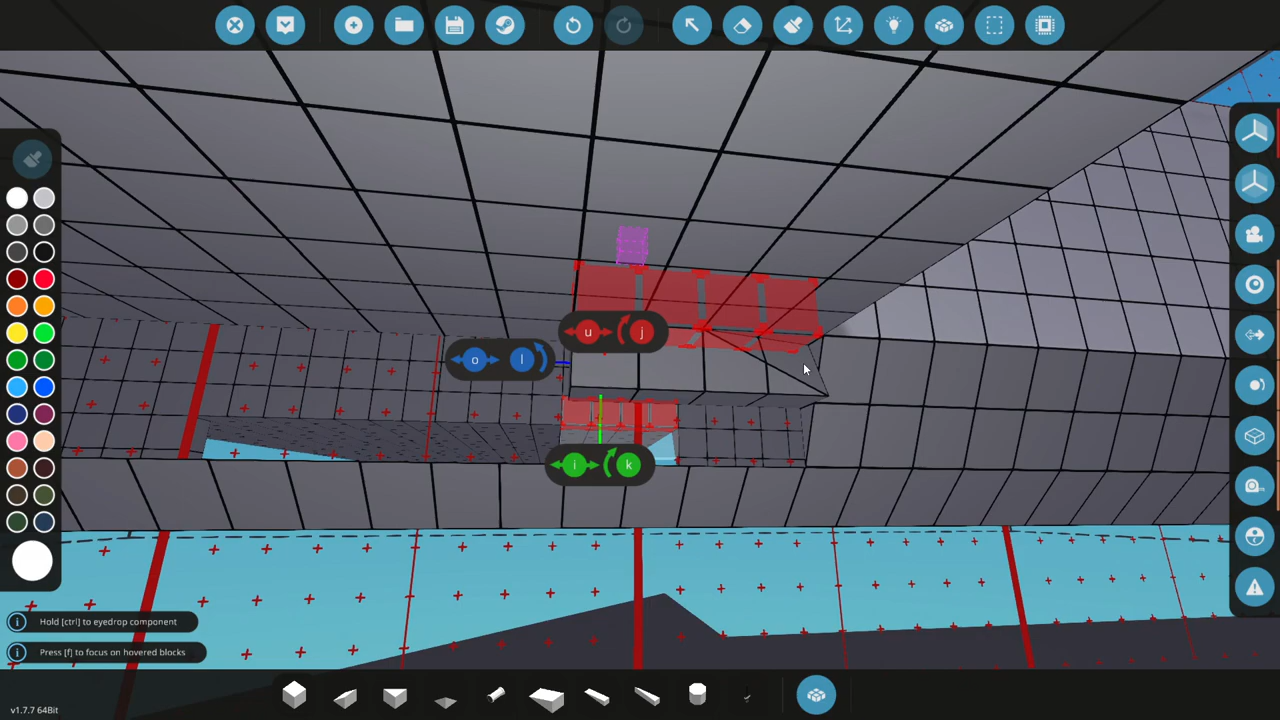 u
j
o
l
i
k
Hold [ctrl] to eyedrop component
Press [f] to focus on hovered blocks
v1.7.7 64Bit